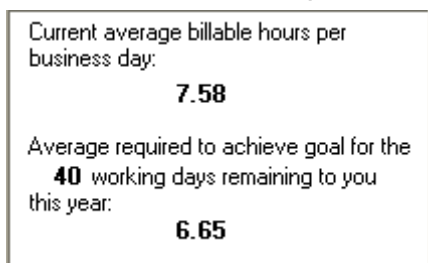 Current average billable hours per
business day:
7.58
Average required to achieve goal for the
40 working days remaining to you
this year:
6.65